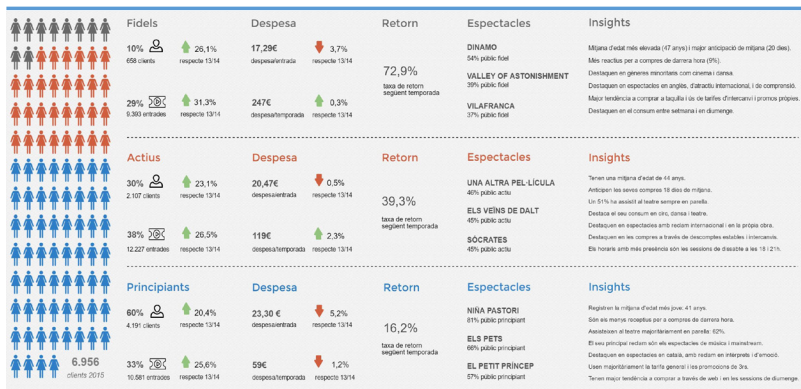 Fidels
Despesa
Retorn
Espectacles
Insights
10%
658 clients
26,1%
respecte 13/14
17,29€
despesa/entrada
3,7%
respecte 13/14
29%
9.393 entrades
31,3%
respecte 13/14
247€
despesa/temporada
0,3%
respecte 13/14
72,9%
taxa de retorn
següent temporada
DINAMO
54% públic fidel
VALLEY OF ASTONISHMENT
39% públic fidel
VILAFRANCA
37% públic fidel
Mitjana d'edat més elevada (47 anys) i major anticipació de mitjana (20 dies).
Més reactius per a compres de darrera hora (9%).
Destaquen en gèneres minoritaris com cinema i dansa.
Destaquen en espectacles en anglès, d'atractiu internacional, i de compromís.
Major tendència a comprar a taquilla i ús de tarifes d'intercanvi i promos pròpies.
Destaquen en el consum entre setmana i en diumenge.
Actius
Despesa
Retorn
Espectacles
Insights
30%
2.107 clients
23,1%
respecte 13/14
20,47€
despesa/entrada
0,5%
respecte 13/14
38%
12.227 entrades
26,5%
respecte 13/14
119€
despesa/temporada
2,3%
respecte 13/14
39,3%
taxa de retorn
següent temporada
UNA ALTRA PEL·LÍCULA
46% públic actiu
ELS VEÏNS DE DALT
45% públic actiu
SÒCRATES
45% públic actiu
Tenen una mitjana d'edat de 44 anys.
Anticipen les seves compres 18 dies de mitjana.
Un 51% ha assistit al teatre sempre en parella.
Destaca el seu consum en circ, dansa i teatre.
Destaquen en espectacles amb reclam internacional i en la pròpia obra.
Destaquen en les compres a través de descomptes estables i intercanvis.
Els horaris amb més presència són les sessions de dissabte a les 18 i 21h.
Principiants
Despesa
Retorn
Espectacles
Insights
60%
4.191 clients
20,4%
respecte 13/14
23,30 €
despesa/entrada
5,2%
respecte 13/14
33%
10.581 entrades
25,6%
respecte 13/14
59€
despesa/temporada
1,2%
respecte 13/14
16,2%
taxa de retorn
següent temporada
NIÑA PASTORI
81% públic principiant
ELS PETS
66% públic principiant
EL PETIT PRÍNCEP
57% públic principiant
Registren la mitjana d'edat més jove: 41 anys.
Són els menys receptius per a compres de darrera hora.
Assisteixen al teatre majoritàriament en parella: 62%.
El seu principal reclam són els espectacles de música i mainstream.
Destaquen en espectacles en català, amb reclam en intèrprets i d'emoció.
Usen majoritàriament la tarifa general i les promocions de 3rs.
Tenen major tendència a comprar a través de web i en les sessions de diumenge.
6.956
clients 2015